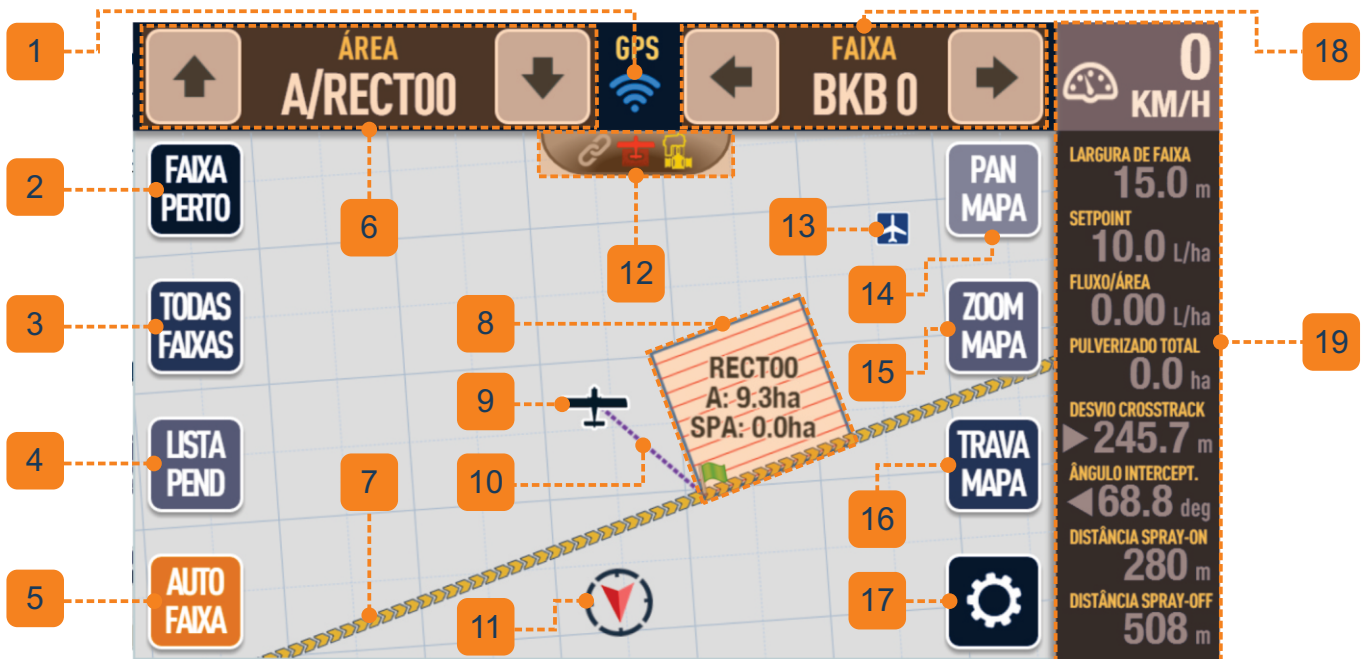 1
ÁREA
A/RECT00
GPS
FAIXA
BKB 0
0
KM/H
18
2
FAIXA
PERTO
6
12
13
PAN
MAPA
14
LARGURA DE FAIXA
15.0 m
SETPOINT
10.0 L/ha
3
TODAS
FAIXAS
8
ZOOM
MAPA
15
FLUXO/ÁREA
0.00 L/ha
19
PULVERIZADO TOTAL
0.0 ha
RECT00
A: 9.3ha
SPA: 0.0ha
9
4
LISTA
PEND
7
10
TRAVA
MAPA
16
DESVIO CROSSTRACK
245.7 m
ÂNGULO INTERCEPT.
68.8 deg
5
AUTO
FAIXA
11
17
DISTÂNCIA SPRAY-ON
280 m
DISTÂNCIA SPRAY-OFF
508 m